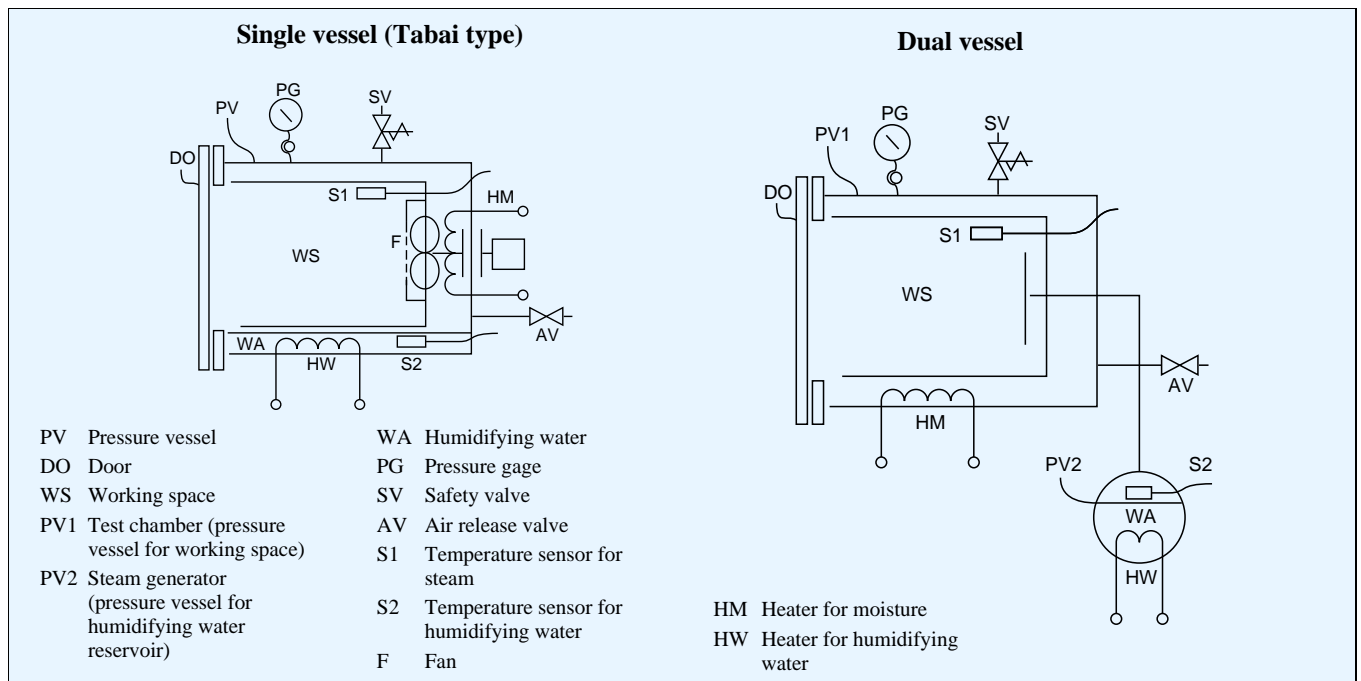 Single vessel (Tabai type)
PG
SV
PV
DO
S1
HM
F
WS
AV
WA
HW
S2
Dual vessel
PG
SV
PV1
DO
S1
WS
AV
HM
PV2
S2
WA
HW
PV Pressure vessel
DO Door
WS Working space
PV1 Test chamber (pressure
vessel for working space)
PV2 Steam generator
(pressure vessel for
humidifying water
reservoir)
WA Humidifying water
PG Pressure gage
SV Safety valve
AV Air release valve
S1 Temperature sensor for
steam
S2 Temperature sensor for
humidifying water
F Fan
HM Heater for moisture
HW Heater for humidifying
water